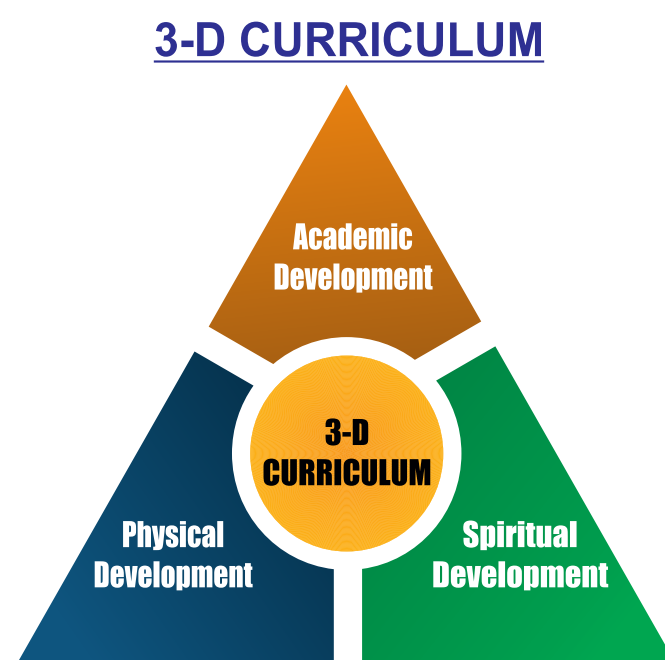 3-D CURRICULUM
Academic
Development
3-D
CURRICULUM
Physical
Development
Spiritual
Development